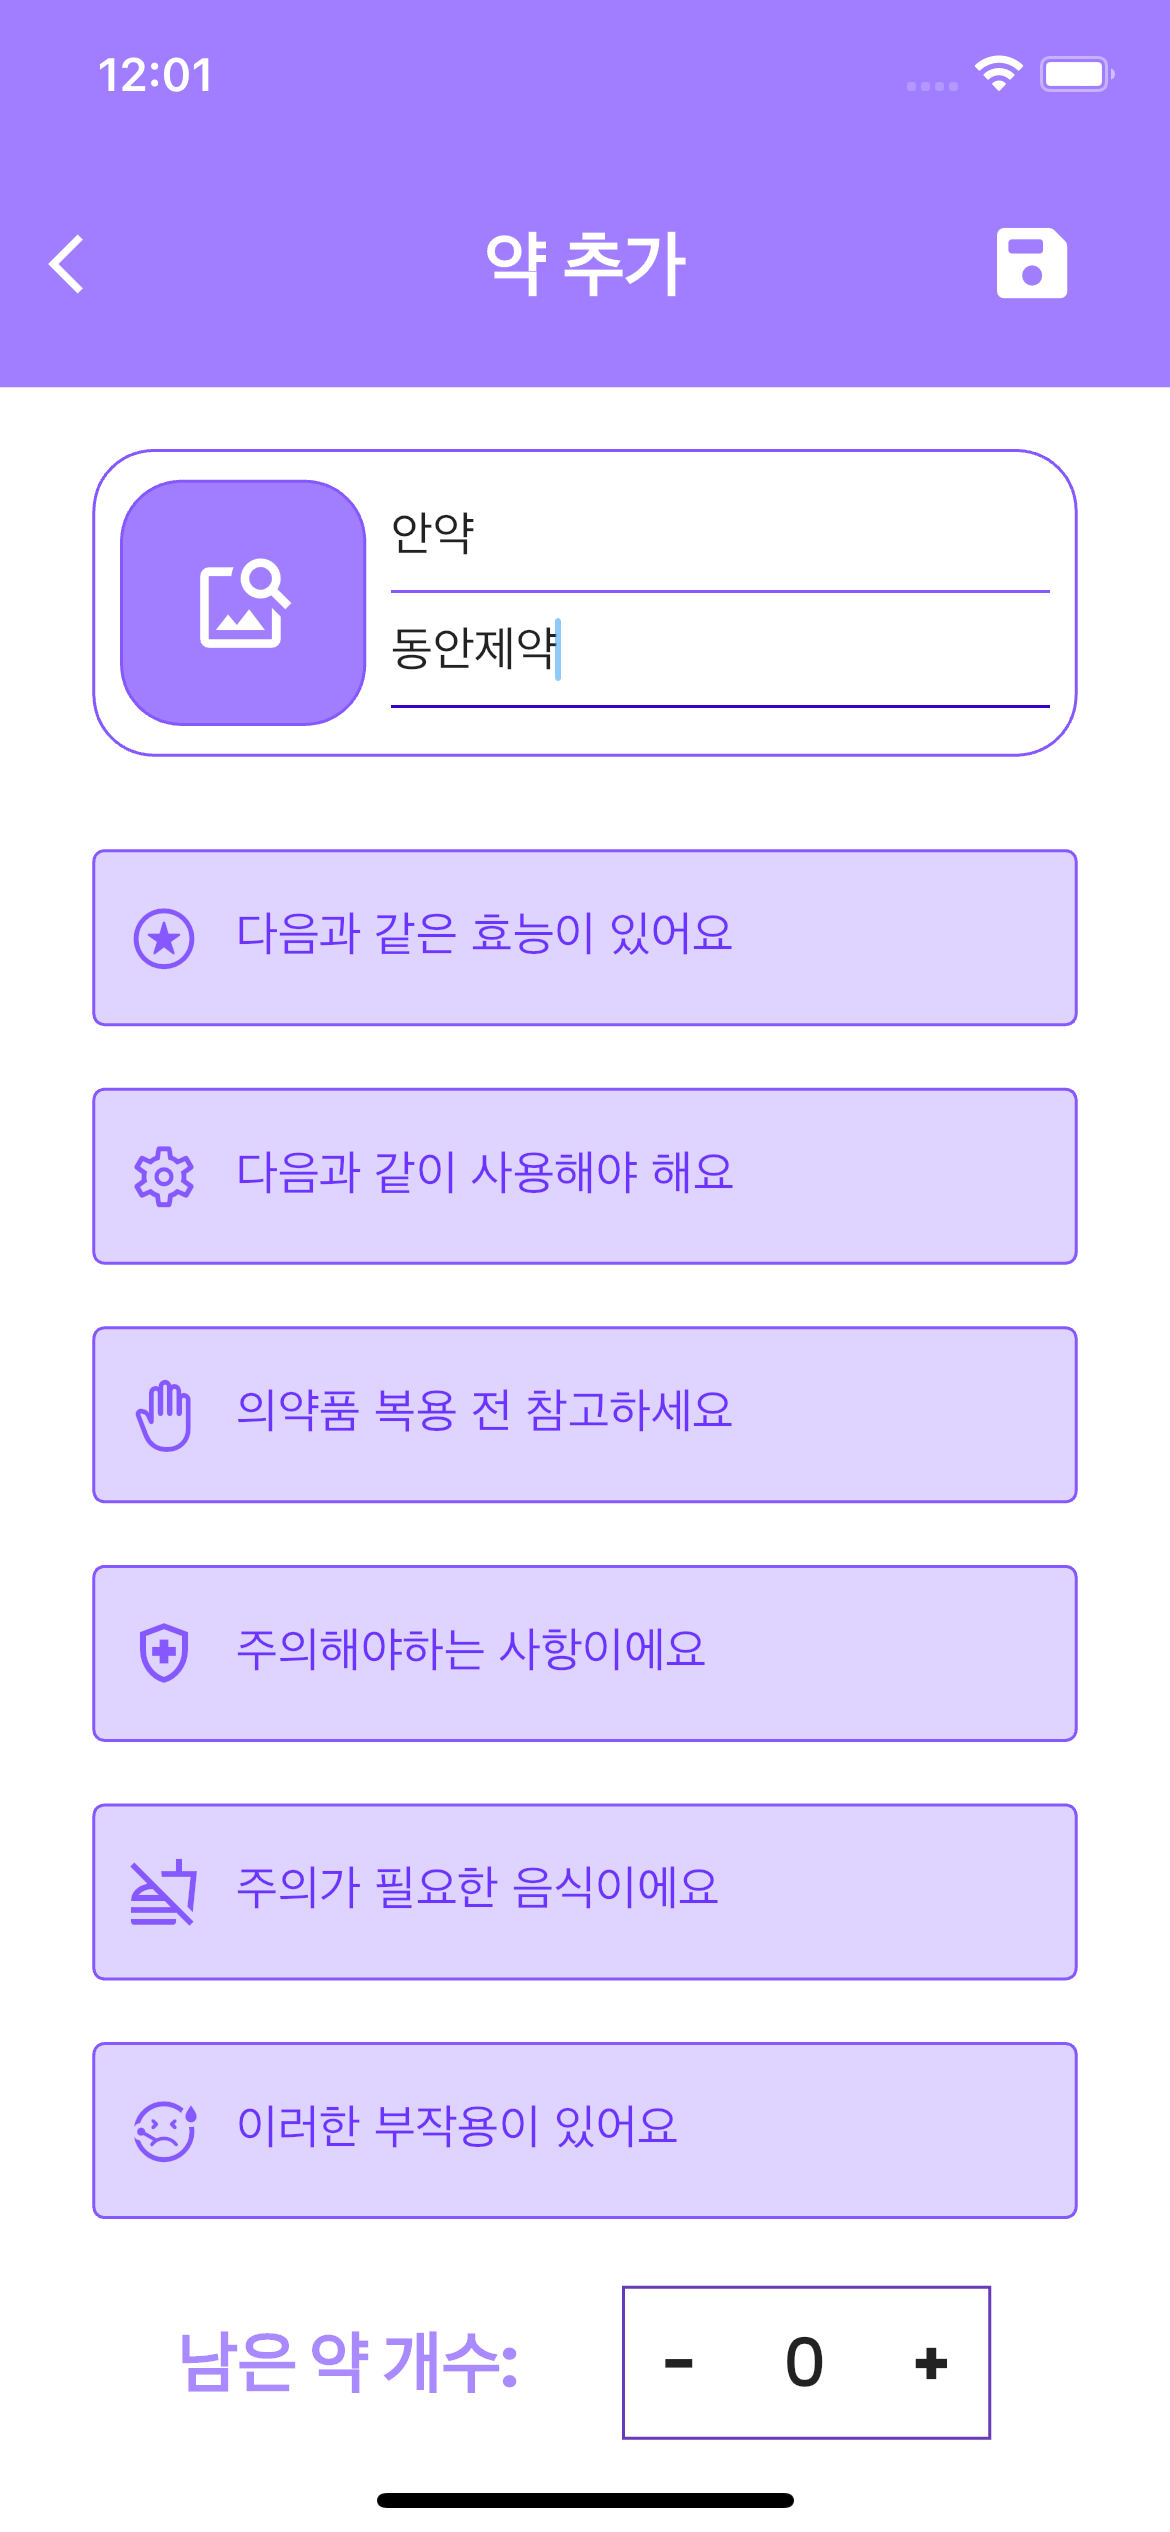 12:01
약 추가
안약
동안제약
다음과 같은 효능이 있어요
다음과 같이 사용해야 해요
의약품 복용 전 참고하세요
주의해야하는 사항이에요
주의가 필요한 음식이에요
이러한 부작용이 있어요
남은 약 개수:
- 0 +